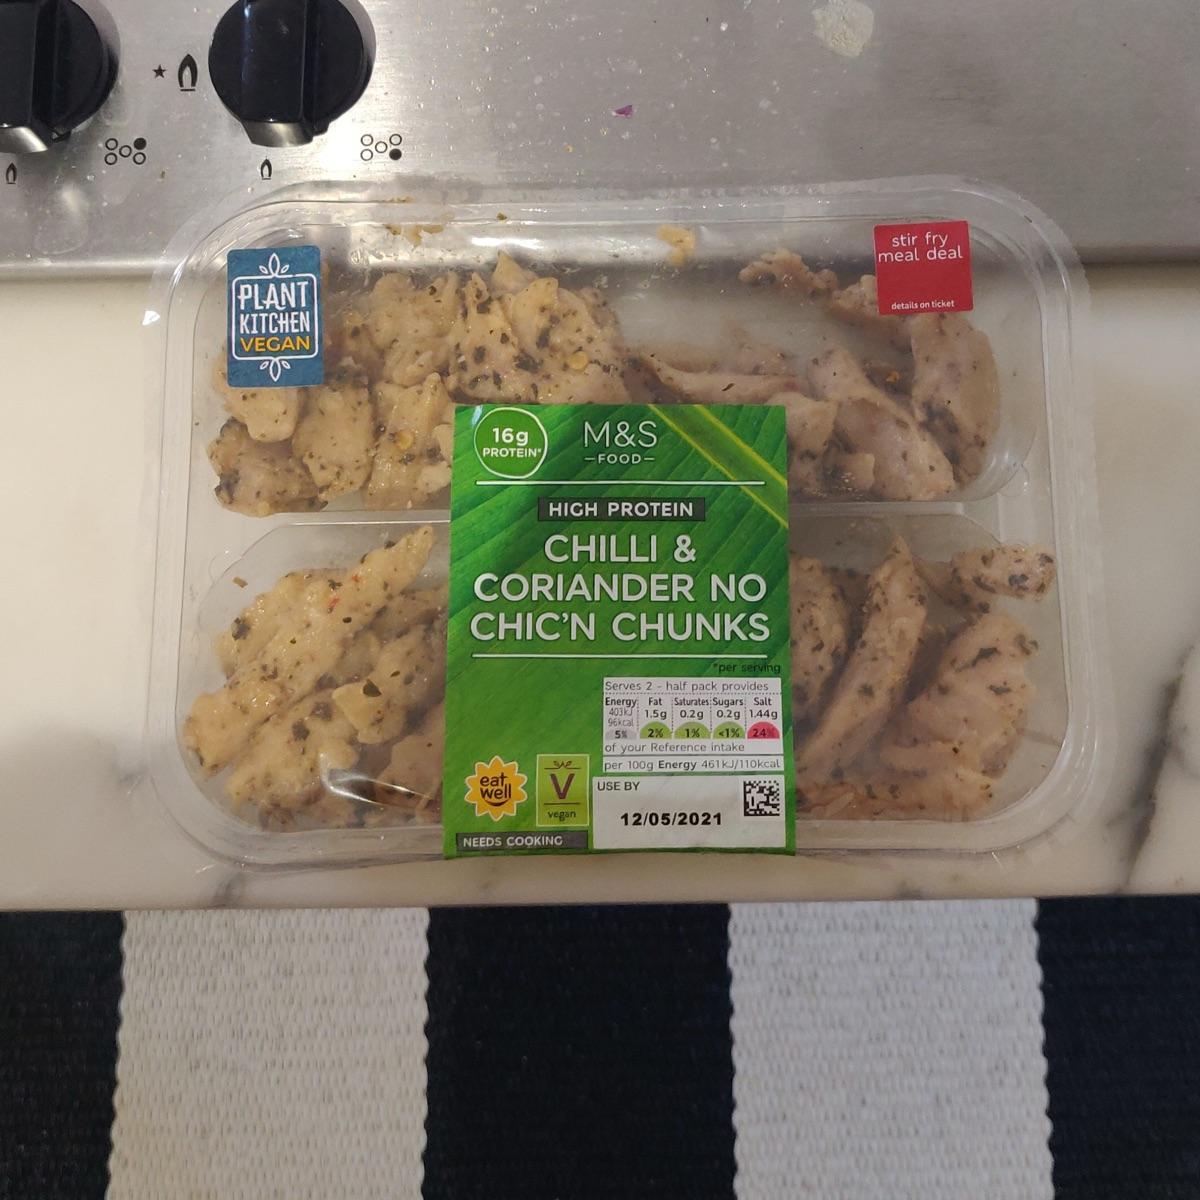 PLANT
KITCHEN
VEGAN
stir fry
meal deal
details on ticket
16g
PROTEIN*
M&S
FOOD
HIGH PROTEIN
CHILLI &
CORIANDER NO
CHIC'N CHUNKS
*per serving
Serves 2 - half pack provides
Energy Fat Saturates Sugars Salt
403kJ 1.5g 0.2g 0.2g 1.44g
96kcal
5% 2% 1% <1% 24%
of your Reference intake
per 100g Energy 461kJ/110kcal
eat
well
V
vegan
NEEDS COOKING
USE BY
12/05/2021